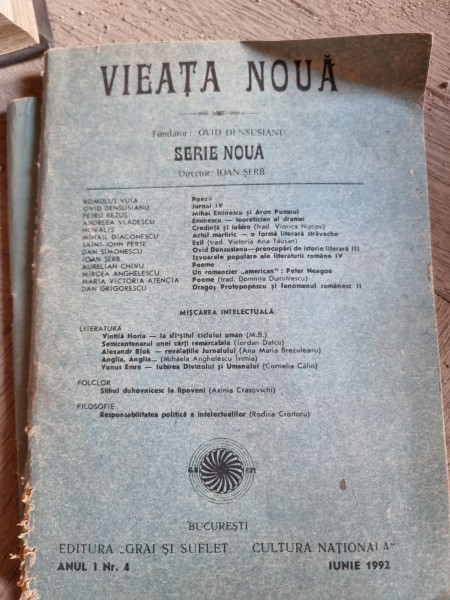 VIEAȚA NOUĂ
Fondator: OVID DENSUSIANU
SERIE NOUĂ
Director: IOAN ȘERB
ROMULUS VULA Poezii
OVID DENSUSIANU Jurnal IV
PETRU REZUȘ Mihai Eminescu și Aron Pumnul
ANDREEA VLĂDESCU Eminescu — teoretician al dramei
NOVALIS Credință și Iubire (trad. Viorica Nișcov)
MIHAIL DIACONESCU Actul martiric — o formă literară străveche
SAINT-JOHN PERSE Exil (trad. Victoria Ana Tăușan)
DAN SIMONESCU Ovid Densusianu—preocupări de istorie literară III
IOAN ȘERB Izvoarele populare ale literaturii române IV
AURELIAN CHIVU Poeme
MIRCEA ANGHELESCU Un romancier „american": Peter Neagoe
MARIA VICTORIA ATENCIA Poeme (trad. Domnița Dumitrescu)
DAN GRIGORESCU Dragoș Protopopescu și fenomenul românesc II
MIȘCAREA INTELECTUALĂ
LITERATURĂ
Vintilă Horia — la sfîrșitul ciclului uman (M.B.)
Semicentenarul unei cărți remarcabile (Iordan Datcu)
Alexandr Blok — revelațiile Jurnalului (Ana Maria Brezuleanu)
Anglia, Anglia... (Mihaela Anghelescu Irimia)
Yunus Emre — Iubirea Divinului și Umanului (Cornelia Călin)
FOLCLOR
Stihul duhovnicesc la lipoveni (Axinia Crasovschi)
FILOSOFIE
Responsabilitatea politică a intelectualilor (Rodica Croitoru)
BUCUREȘTI
EDITURA „GRAI ȘI SUFLET CULTURA NAȚIONALĂ"
ANUL I Nr. 4 IUNIE 1992